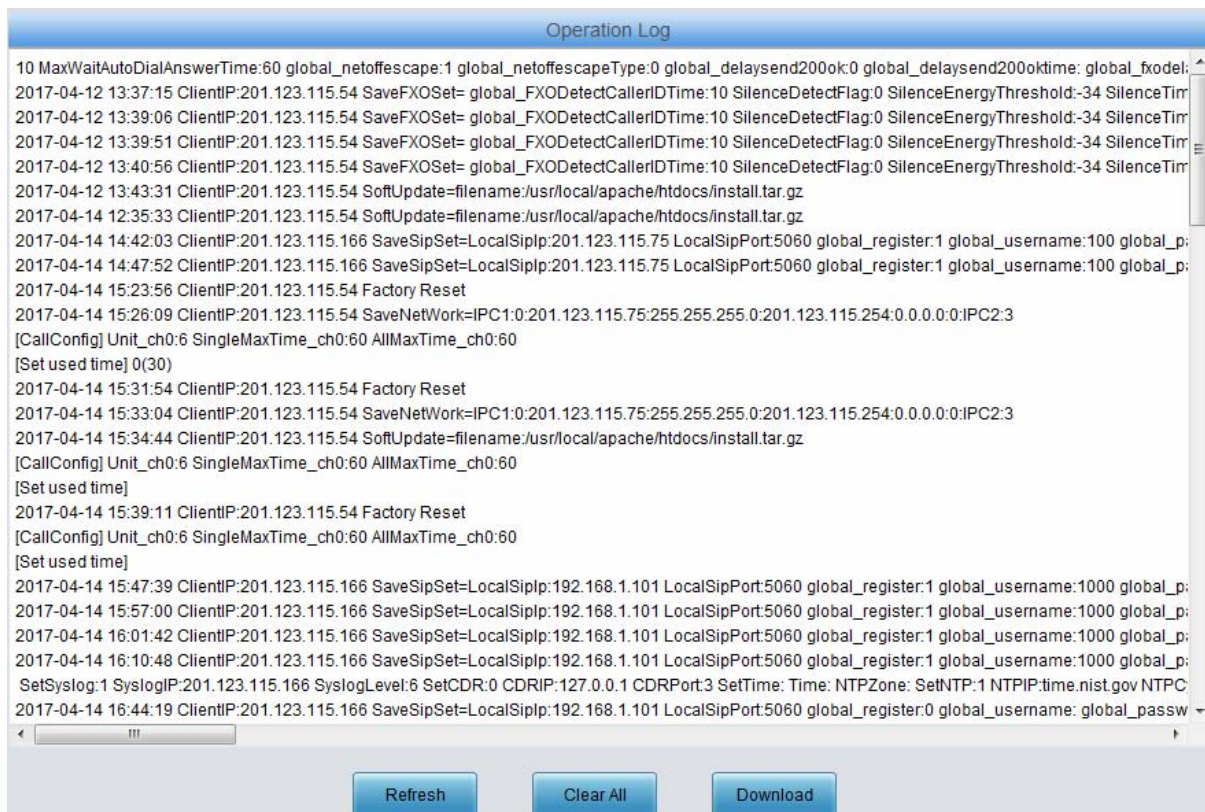 Operation Log
10 MaxWaitAutoDialAnswerTime:60 global_netoffescape:1 global_netoffescapeType:0 global_delaysend200ok:0 global_delaysend200oktime: global_fxodel
2017-04-12 13:37:15 ClientIP:201.123.115.54 SaveFXOSet= global_FXODetectCallerIDTime:10 SilenceDetectFlag:0 SilenceEnergyThreshold:-34 SilenceTim
2017-04-12 13:39:06 ClientIP:201.123.115.54 SaveFXOSet= global_FXODetectCallerIDTime:10 SilenceDetectFlag:0 SilenceEnergyThreshold:-34 SilenceTim
2017-04-12 13:39:51 ClientIP:201.123.115.54 SaveFXOSet= global_FXODetectCallerIDTime:10 SilenceDetectFlag:0 SilenceEnergyThreshold:-34 SilenceTim
2017-04-12 13:40:56 ClientIP:201.123.115.54 SaveFXOSet= global_FXODetectCallerIDTime:10 SilenceDetectFlag:0 SilenceEnergyThreshold:-34 SilenceTim
2017-04-12 13:43:31 ClientIP:201.123.115.54 SoftUpdate=filename:/usr/local/apache/htdocs/install.tar.gz
2017-04-14 12:35:33 ClientIP:201.123.115.54 SoftUpdate=filename:/usr/local/apache/htdocs/install.tar.gz
2017-04-14 14:42:03 ClientIP:201.123.115.166 SaveSipSet=LocalSipIp:201.123.115.75 LocalSipPort:5060 global_register:1 global_username:100 global_pa
2017-04-14 14:47:52 ClientIP:201.123.115.166 SaveSipSet=LocalSipIp:201.123.115.75 LocalSipPort:5060 global_register:1 global_username:100 global_pa
2017-04-14 15:23:56 ClientIP:201.123.115.54 Factory Reset
2017-04-14 15:26:09 ClientIP:201.123.115.54 SaveNetWork=IPC1:0:201.123.115.75:255.255.255.0:201.123.115.254:0.0.0.0:0:IPC2:3
[CallConfig] Unit_ch0:6 SingleMaxTime_ch0:60 AllMaxTime_ch0:60
[Set used time] 0(30)
2017-04-14 15:31:54 ClientIP:201.123.115.54 Factory Reset
2017-04-14 15:33:04 ClientIP:201.123.115.54 SaveNetWork=IPC1:0:201.123.115.75:255.255.255.0:201.123.115.254:0.0.0.0:0:IPC2:3
2017-04-14 15:34:44 ClientIP:201.123.115.54 SoftUpdate=filename:/usr/local/apache/htdocs/install.tar.gz
[CallConfig] Unit_ch0:6 SingleMaxTime_ch0:60 AllMaxTime_ch0:60
[Set used time]
2017-04-14 15:39:11 ClientIP:201.123.115.54 Factory Reset
[CallConfig] Unit_ch0:6 SingleMaxTime_ch0:60 AllMaxTime_ch0:60
[Set used time]
2017-04-14 15:47:39 ClientIP:201.123.115.166 SaveSipSet=LocalSipIp:192.168.1.101 LocalSipPort:5060 global_register:1 global_username:1000 global_pa
2017-04-14 15:57:00 ClientIP:201.123.115.166 SaveSipSet=LocalSipIp:192.168.1.101 LocalSipPort:5060 global_register:1 global_username:1000 global_pa
2017-04-14 16:01:42 ClientIP:201.123.115.166 SaveSipSet=LocalSipIp:192.168.1.101 LocalSipPort:5060 global_register:1 global_username:1000 global_pa
2017-04-14 16:10:48 ClientIP:201.123.115.166 SaveSipSet=LocalSipIp:192.168.1.101 LocalSipPort:5060 global_register:1 global_username:1000 global_pa
SetSyslog:1 SyslogIP:201.123.115.166 SyslogLevel:6 SetCDR:0 CDRIP:127.0.0.1 CDRPort:3 SetTime: Time: NTPZone: SetNTP:1 NTPIP:time.nist.gov NTPC
2017-04-14 16:44:19 ClientIP:201.123.115.166 SaveSipSet=LocalSipIp:192.168.1.101 LocalSipPort:5060 global_register:0 global_username: global_passw
Refresh
Clear All
Download